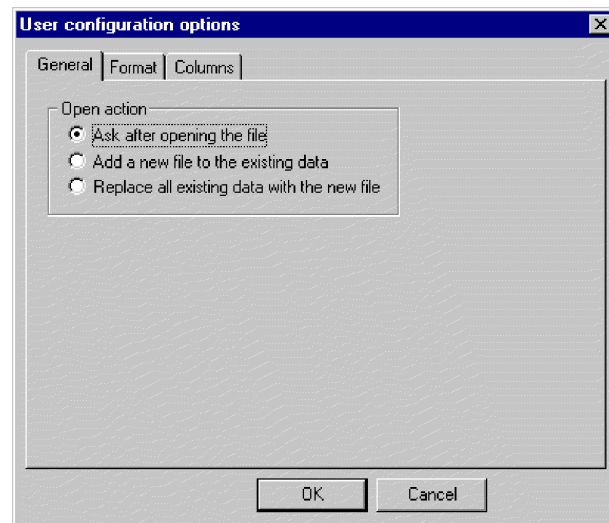 User configuration options
General Format Columns
Open action
Ask after opening the file
Add a new file to the existing data
Replace all existing data with the new file
OK Cancel